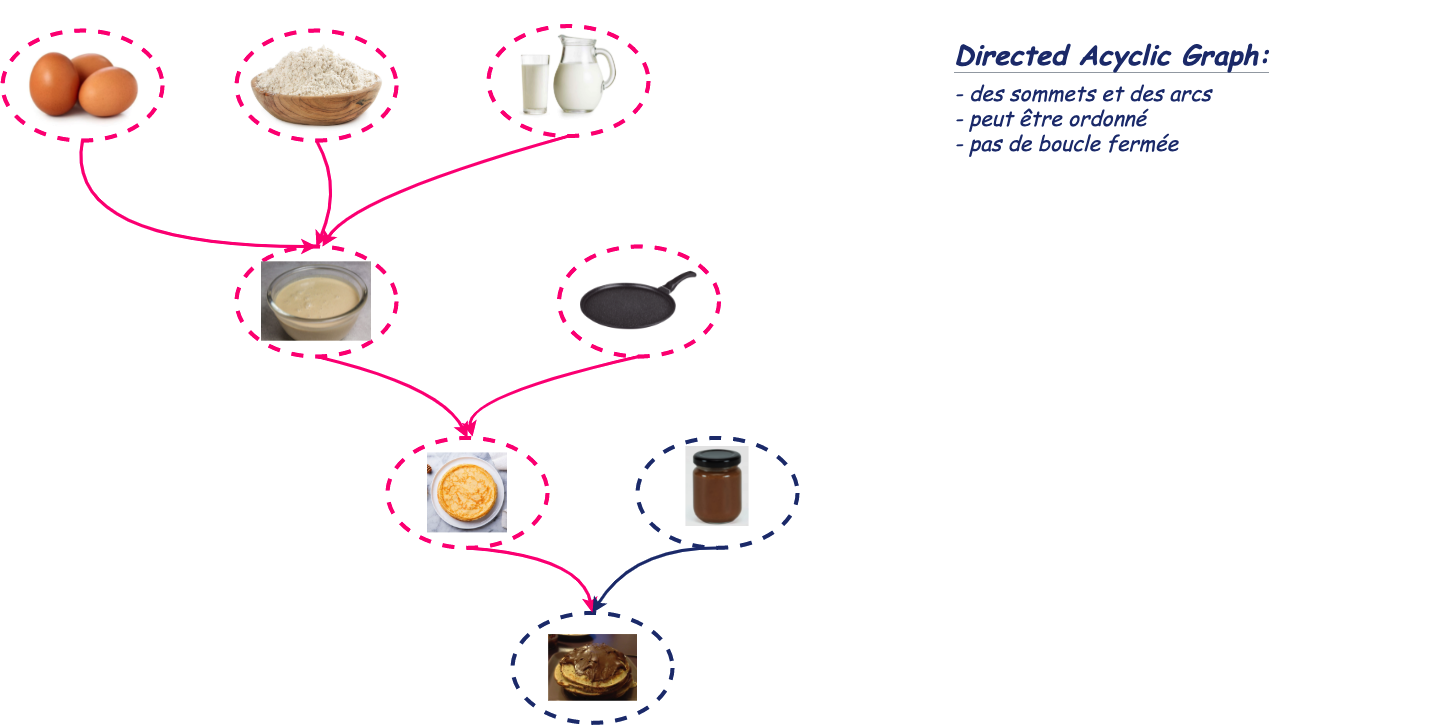 Directed Acyclic Graph:
- des sommets et des arcs
- peut être ordonné
- pas de boucle fermée